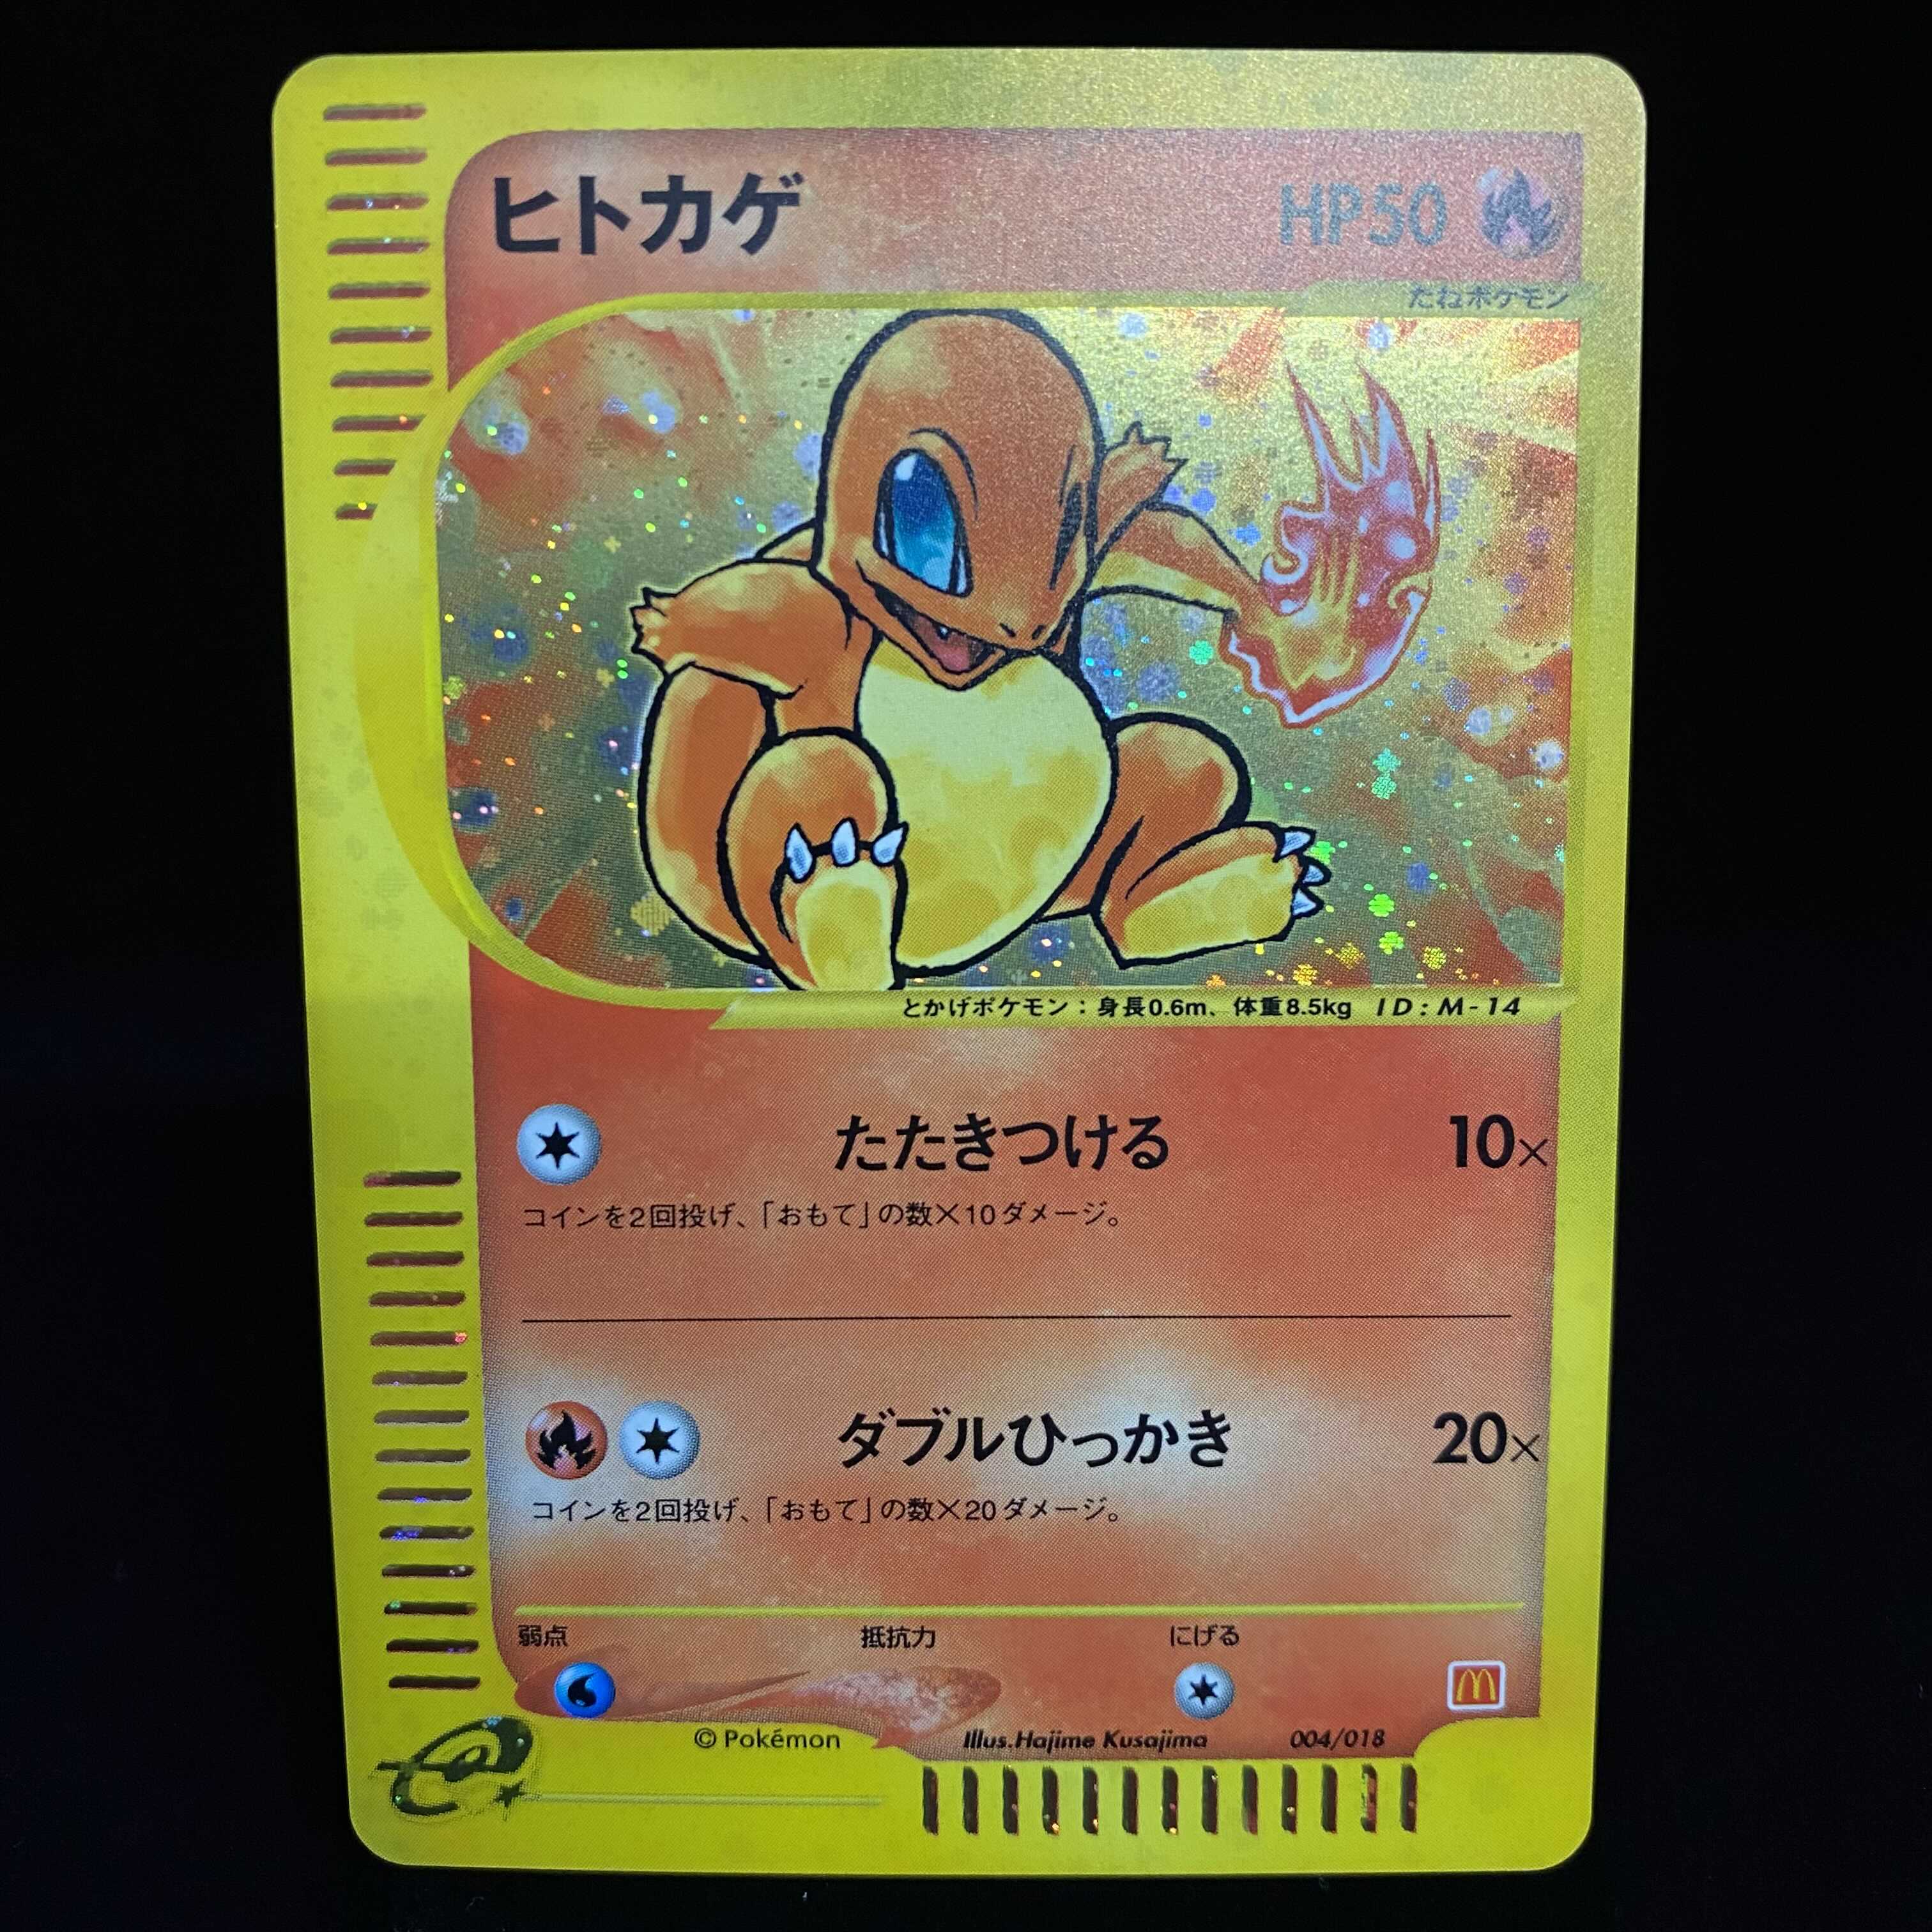 ヒトカゲ HP50
たねポケモン
とかげポケモン：身長0.6m、体重8.5kg ID：M-14
たたきつける 10×
コインを2回投げ、「おもて」の数×10ダメージ。
ダブルひっかき 20×
コインを2回投げ、「おもて」の数×20ダメージ。
弱点 抵抗力 にげる
© Pokémon Illus.Hajime Kusajima 004/018